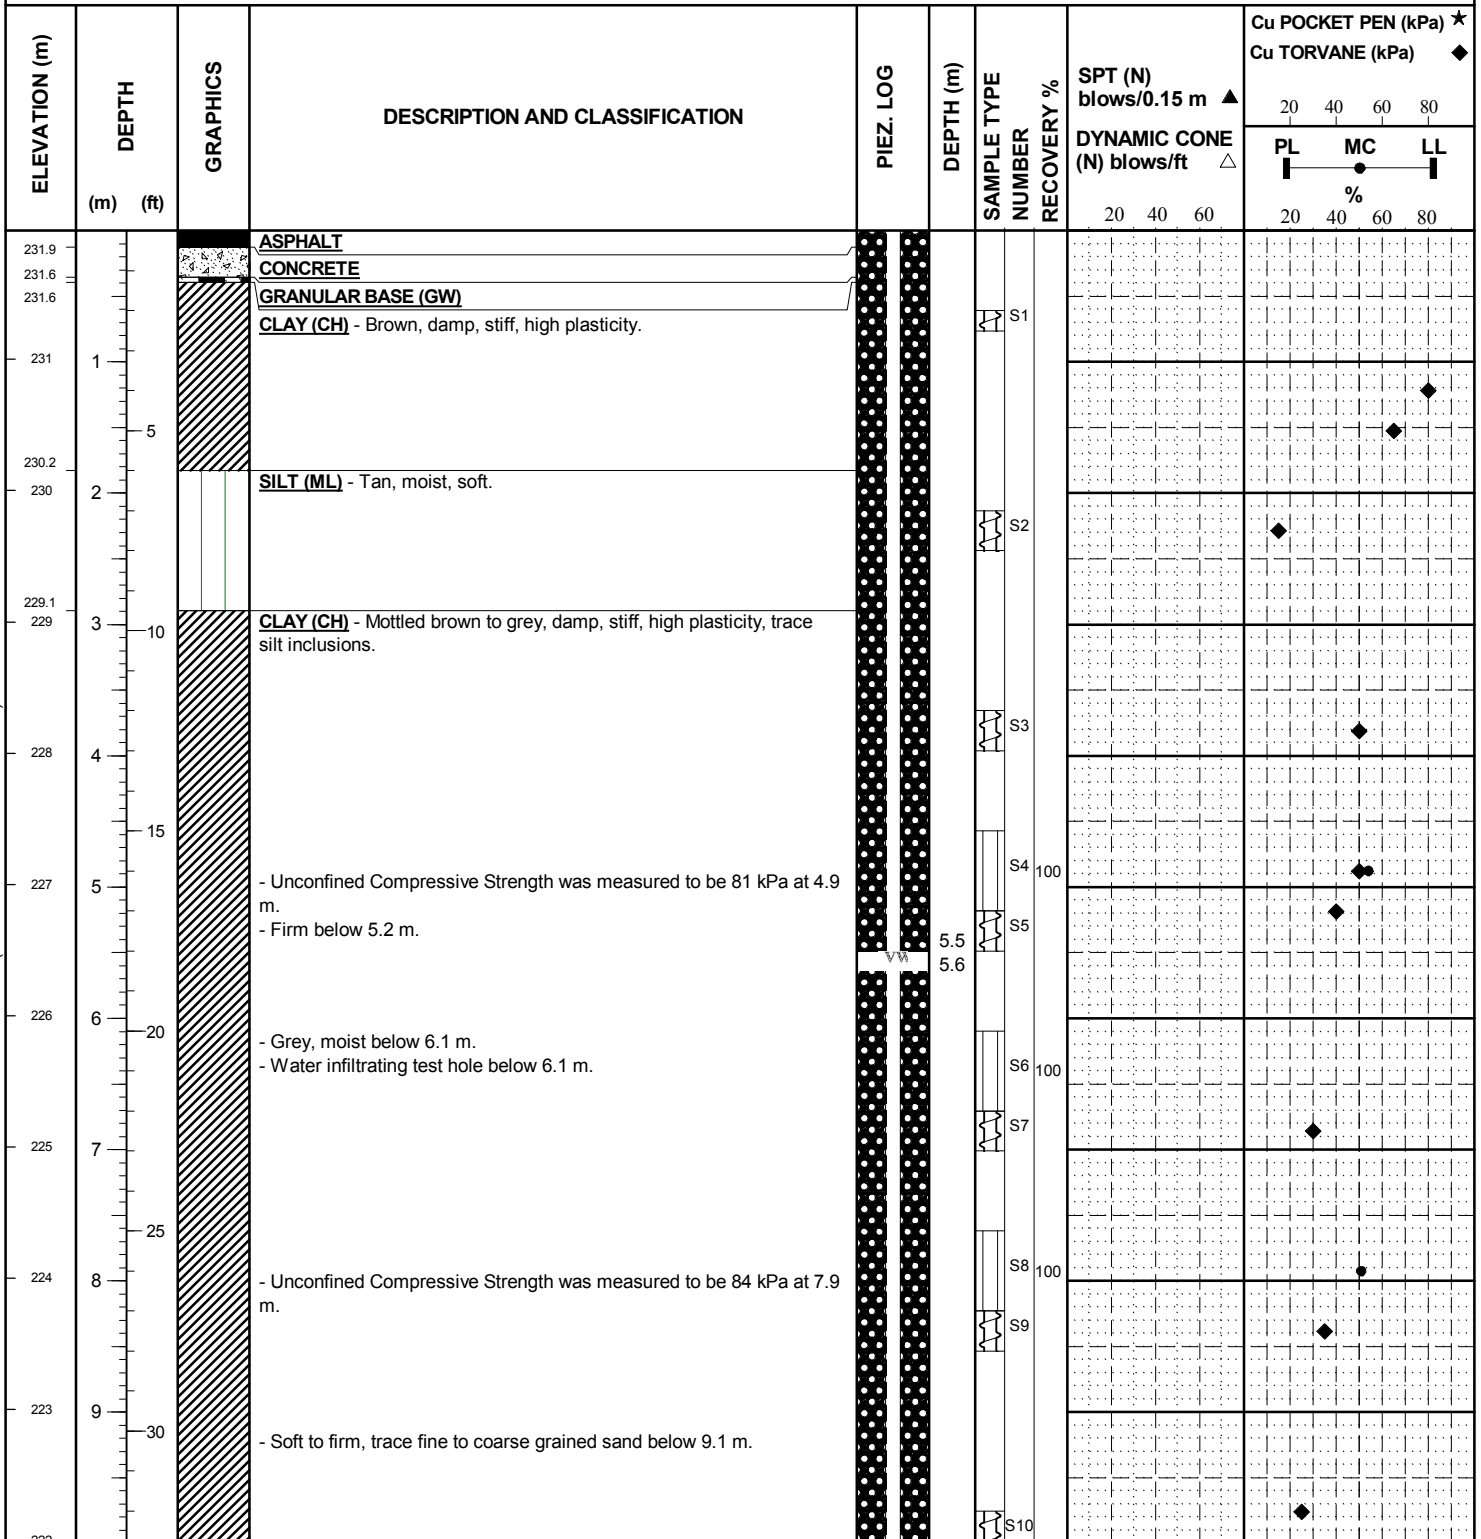 ELEVATION (m)
DEPTH
(m) (ft)
GRAPHICS
DESCRIPTION AND CLASSIFICATION
PIEZ. LOG
DEPTH (m)
SAMPLE TYPE
NUMBER
RECOVERY %
SPT (N)
blows/0.15 m ▲
DYNAMIC CONE
(N) blows/ft △
20 40 60
Cu POCKET PEN (kPa) ★
Cu TORVANE (kPa) ◆
20 40 60 80
PL MC LL
%
20 40 60 80
231.9
ASPHALT
231.6
CONCRETE
231.6
GRANULAR BASE (GW)
S1
CLAY (CH) - Brown, damp, stiff, high plasticity.
231
1
5
230.2
SILT (ML) - Tan, moist, soft.
230
2
S2
229.1
229
3
10
CLAY (CH) - Mottled brown to grey, damp, stiff, high plasticity, trace
silt inclusions.
S3
228
4
15
S4 100
227
5
- Unconfined Compressive Strength was measured to be 81 kPa at 4.9
m.
- Firm below 5.2 m.
S5
5.5
VW
5.6
226
6
20
- Grey, moist below 6.1 m.
- Water infiltrating test hole below 6.1 m.
S6 100
S7
225
7
25
S8 100
224
8
- Unconfined Compressive Strength was measured to be 84 kPa at 7.9
m.
S9
223
9
30
- Soft to firm, trace fine to coarse grained sand below 9.1 m.
S10